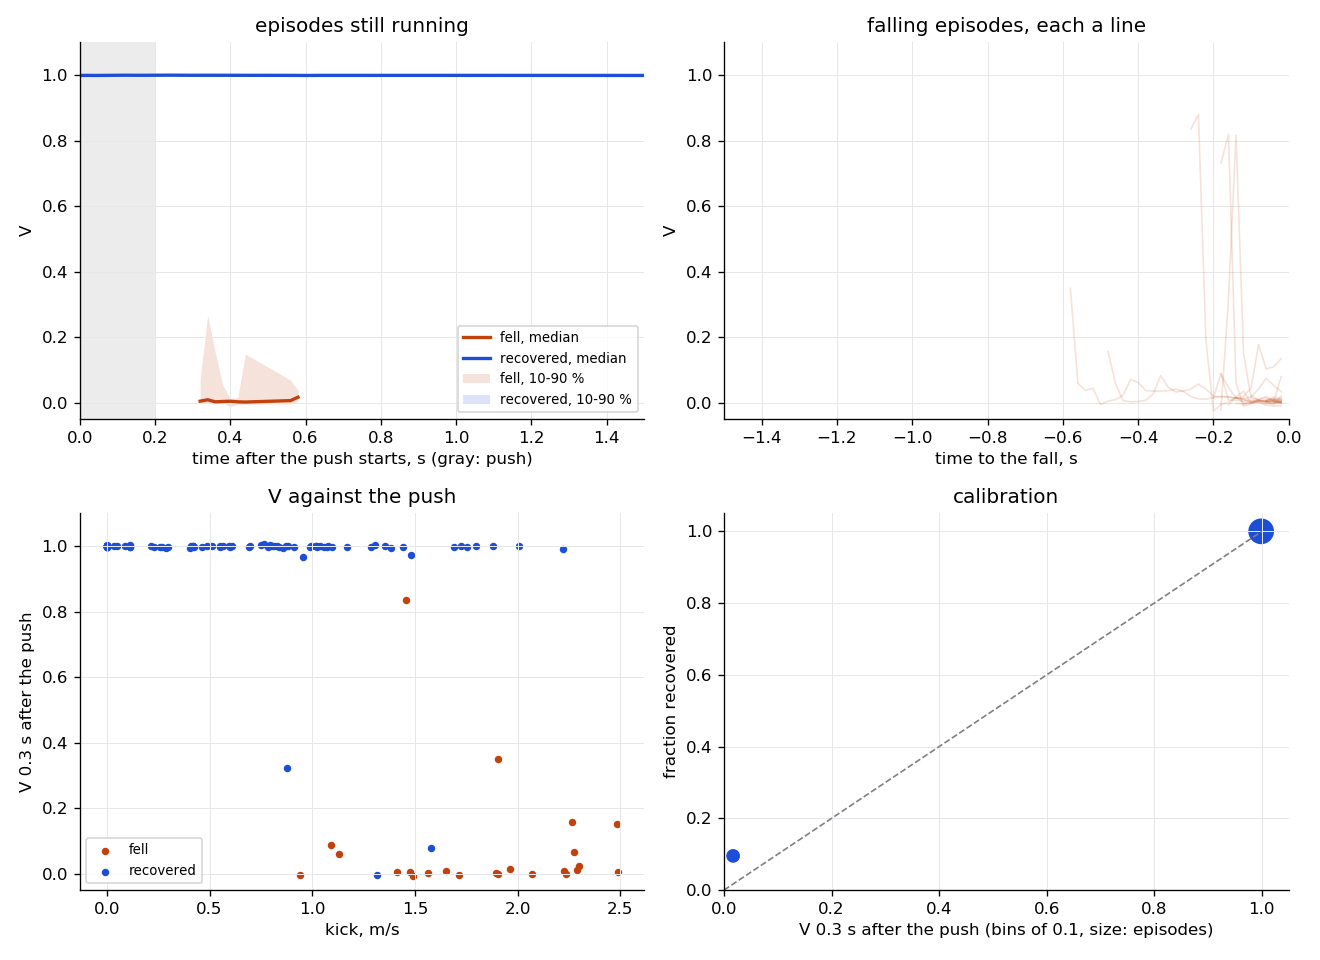 episodes still running
V
1.0
0.8
0.6
0.4
0.2
0.0
0.0 0.2 0.4 0.6 0.8 1.0 1.2 1.4
time after the push starts, s (gray: push)
fell, median
recovered, median
fell, 10-90 %
recovered, 10-90 %
falling episodes, each a line
V
1.0
0.8
0.6
0.4
0.2
0.0
−1.4 −1.2 −1.0 −0.8 −0.6 −0.4 −0.2 0.0
time to the fall, s
V against the push
V 0.3 s after the push
1.0
0.8
0.6
0.4
0.2
0.0
fell
recovered
0.0 0.5 1.0 1.5 2.0 2.5
kick, m/s
calibration
fraction recovered
1.0
0.8
0.6
0.4
0.2
0.0
0.0 0.2 0.4 0.6 0.8 1.0
V 0.3 s after the push (bins of 0.1, size: episodes)